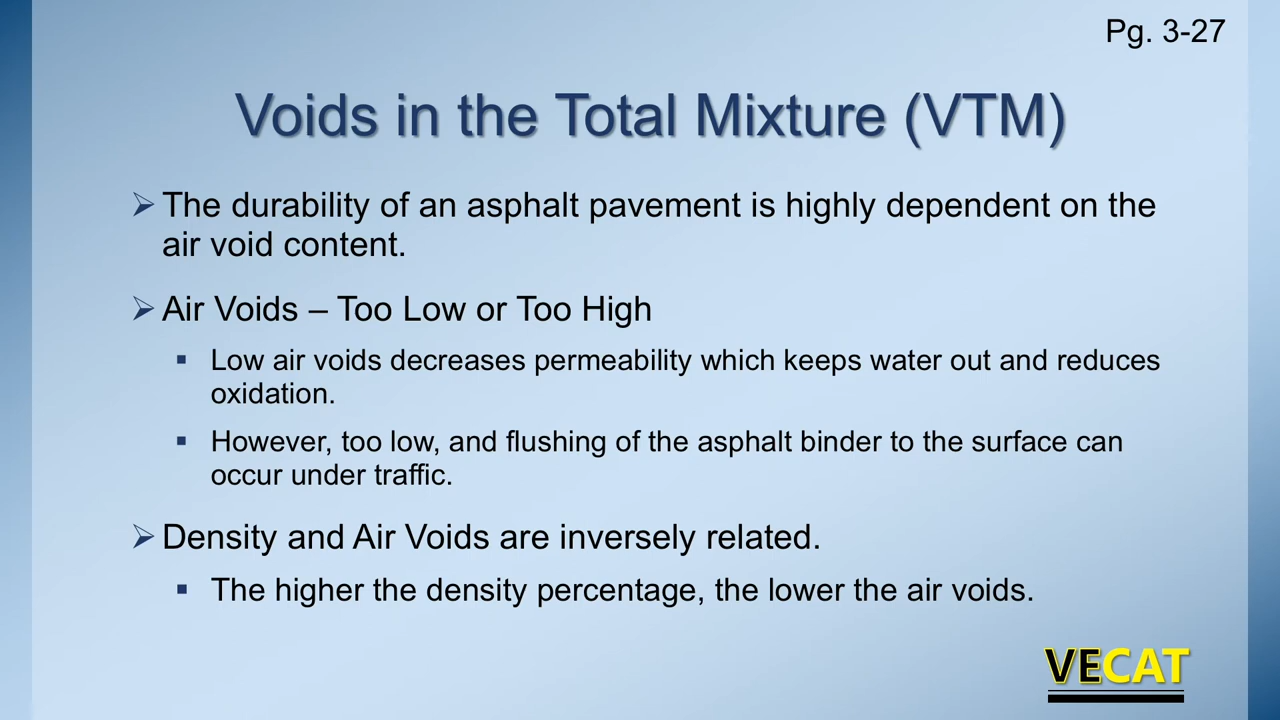 Pg. 3-27
Voids in the Total Mixture (VTM)
The durability of an asphalt pavement is highly dependent on the
air void content.
Air Voids – Too Low or Too High
Low air voids decreases permeability which keeps water out and reduces
oxidation.
However, too low, and flushing of the asphalt binder to the surface can
occur under traffic.
Density and Air Voids are inversely related.
The higher the density percentage, the lower the air voids.
VECAT